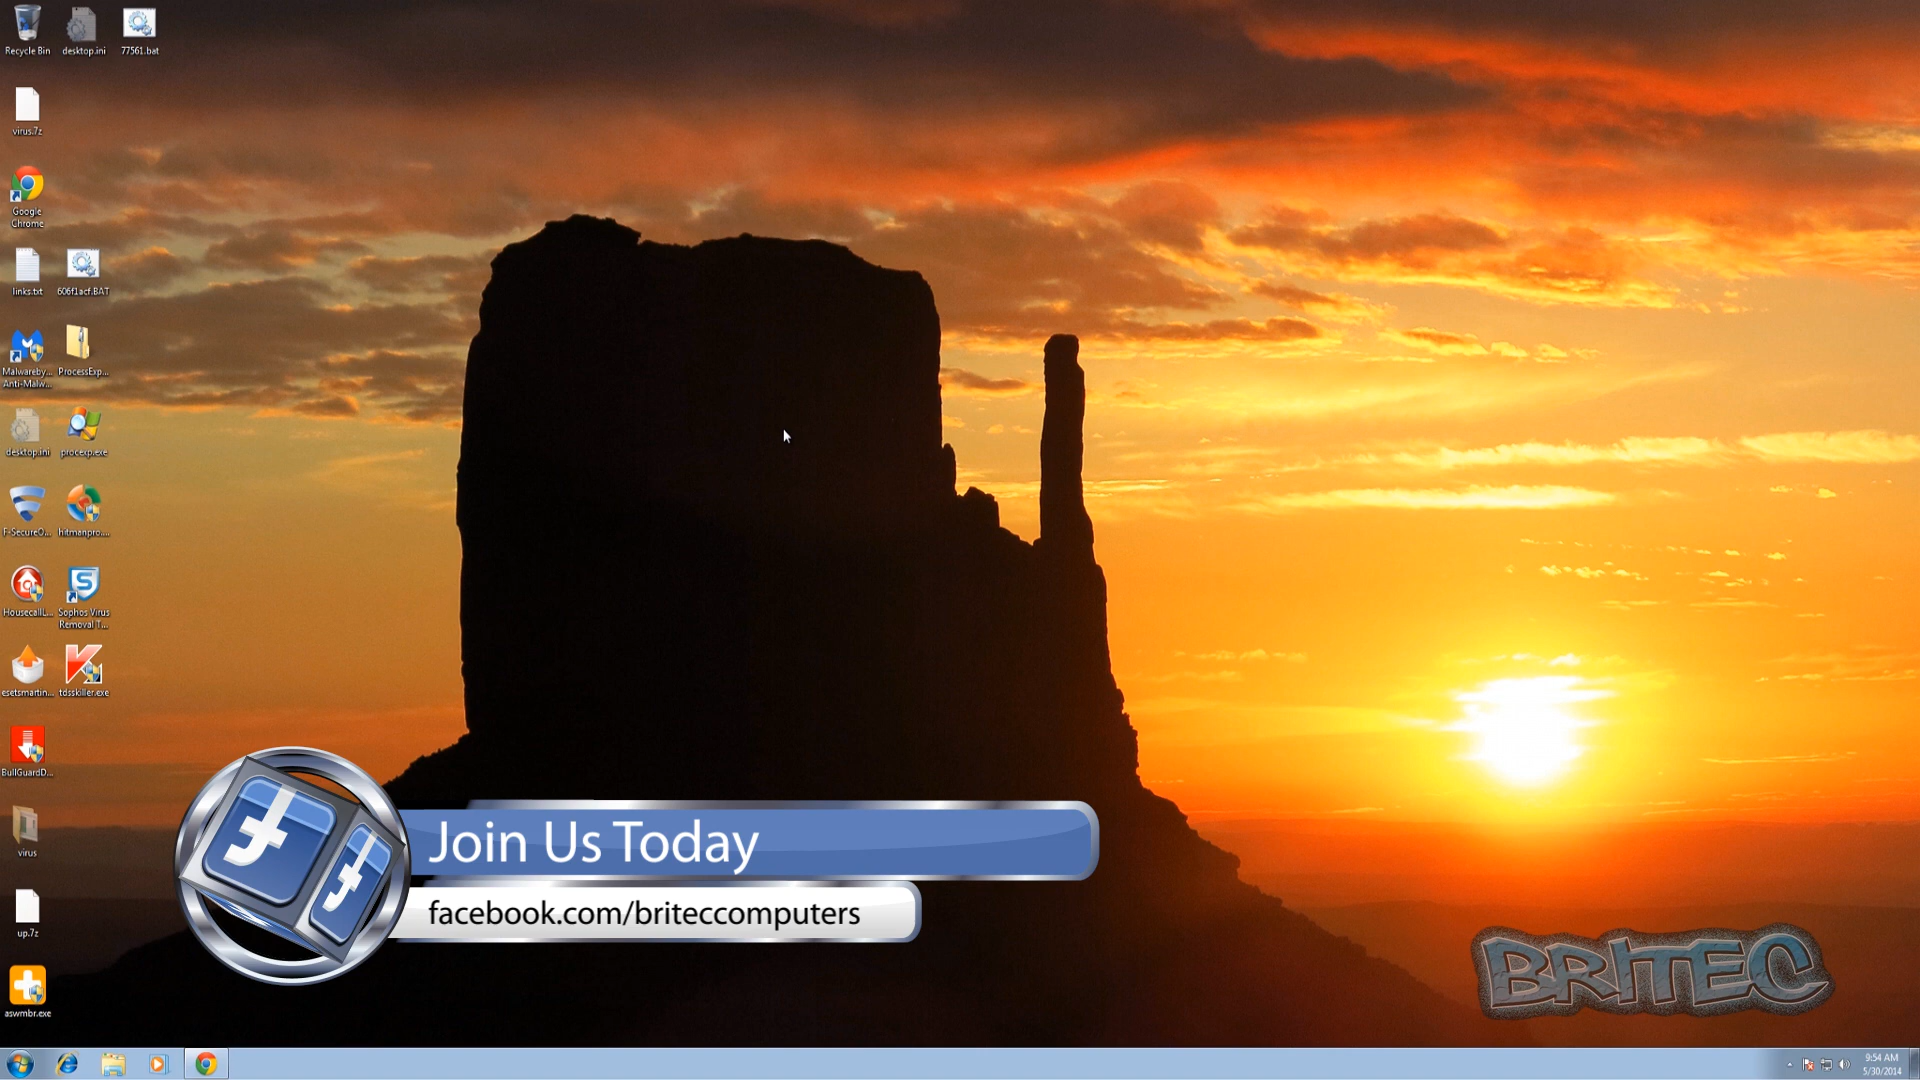 Recycle Bin
desktop.ini
77561.bat
virus.7z
Google
Chrome
links.txt
606f1acf.BAT
Malwareby...
Anti-Malw...
ProcessExp...
desktop.ini
procexp.exe
F-SecureO...
hitmanpro....
HousecallL...
Sophos Virus
Removal T...
esetsmartin...
tdsskiller.exe
BullGuardD...
virus
up.7z
aswmbr.exe
Join Us Today
facebook.com/briteccomputers
BRITEC
9:54 AM
5/30/2014